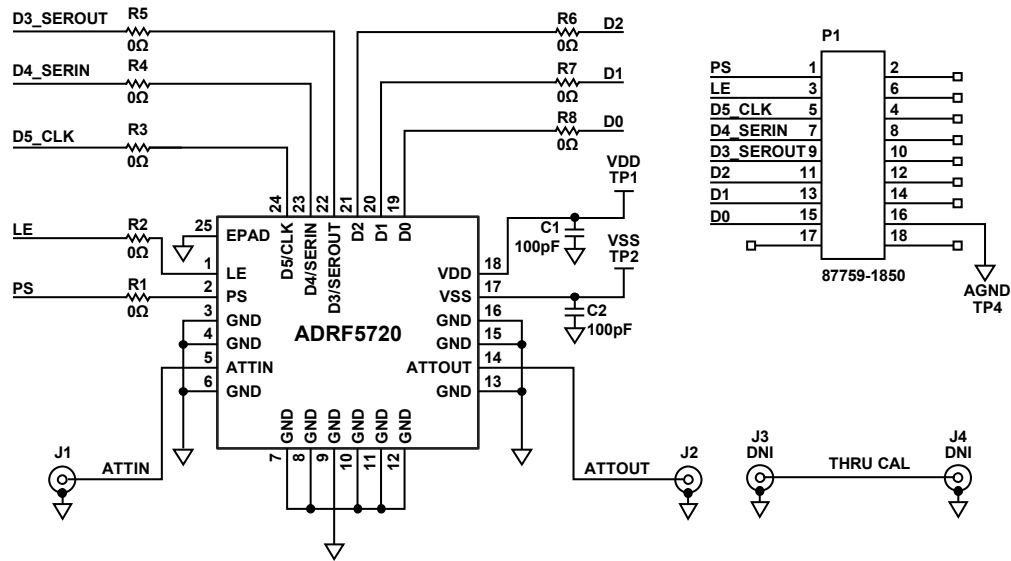 D3_SEROUT R5 0Ω
D4_SERIN R4 0Ω
D5_CLK R3 0Ω
LE R2 0Ω
PS R1 0Ω
R6 0Ω D2
R7 0Ω D1
R8 0Ω D0
VDD
TP1
C1
100pF
VSS
TP2
C2
100pF
24 23 22 21 20 19
D5/CLK
D4/SERIN
D3/SEROUT
D2
D1
D0
25 EPAD
1 LE
2 PS
3 GND
4 GND
5 ATTIN
6 GND
ADRF5720
VDD 18
VSS 17
GND 16
GND 15
ATTOUT 14
GND 13
GND GND GND GND GND GND
7 8 9 10 11 12
J1
ATTIN
ATTOUT
J2
P1
PS 1 2
LE 3 6
D5_CLK 5 4
D4_SERIN 7 8
D3_SEROUT 9 10
D2 11 12
D1 13 14
D0 15 16
17 18
87759-1850
AGND
TP4
J3
DNI
THRU CAL
J4
DNI